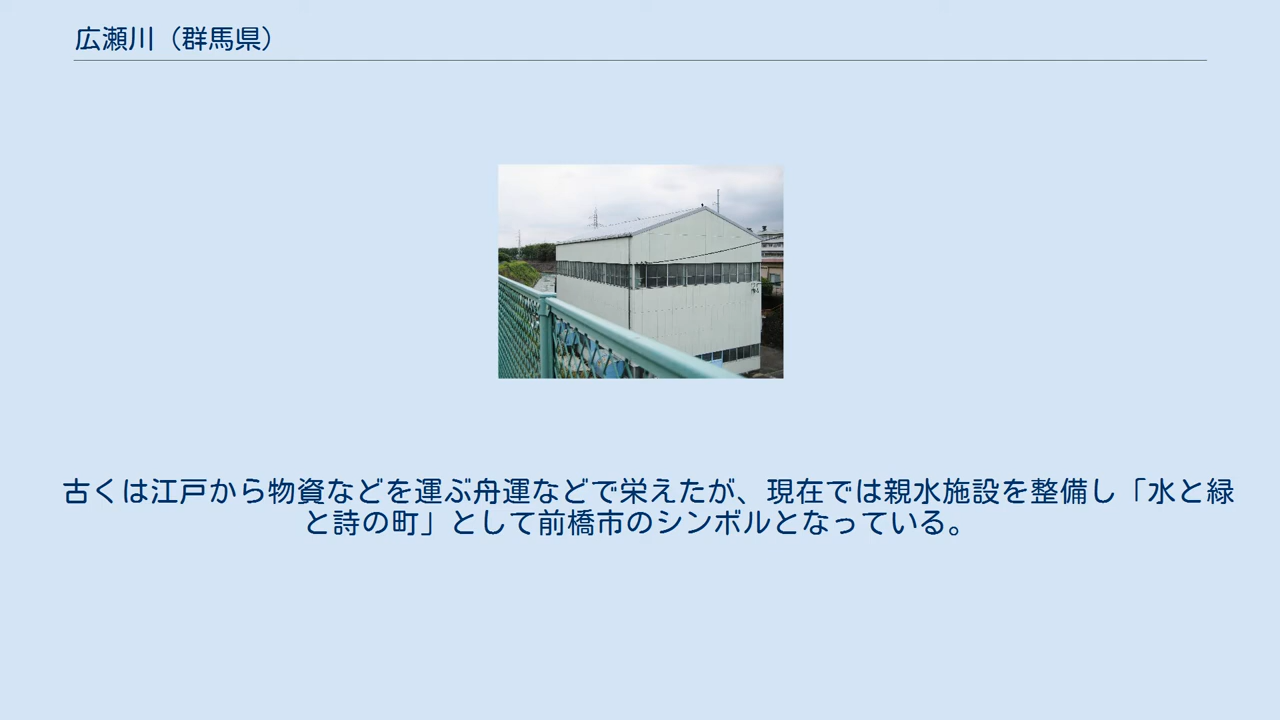 広瀬川（群馬県）
古くは江戸から物資などを運ぶ舟運などで栄えたが、現在では親水施設を整備し「水と緑
と詩の町」として前橋市のシンボルとなっている。